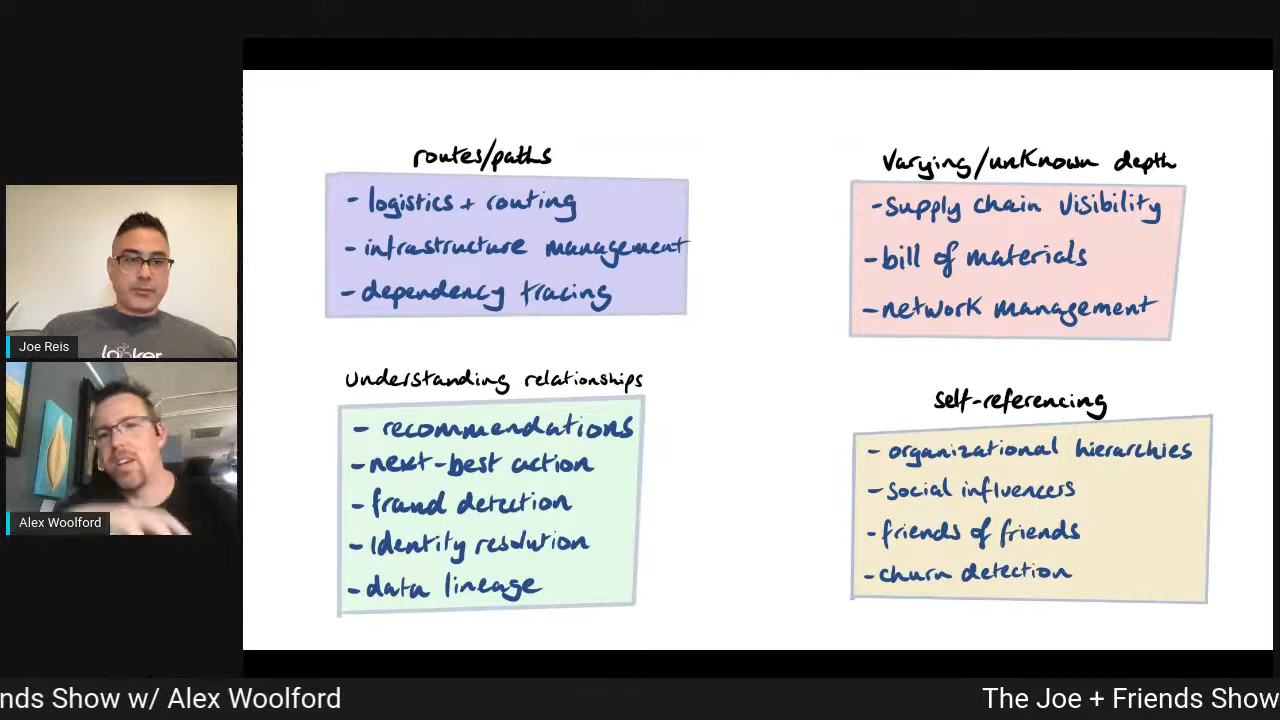 routes/paths
- logistics + routing
- infrastructure management
- dependency tracing
varying/unknown depth
- supply chain visibility
- bill of materials
- network management
understanding relationships
- recommendations
- next-best action
- fraud detection
- identity resolution
- data lineage
self-referencing
- organizational hierarchies
- social influencers
- friends of friends
- churn detection
looker
Joe Reis
Alex Woolford
nds Show w/ Alex Woolford
The Joe + Friends Show